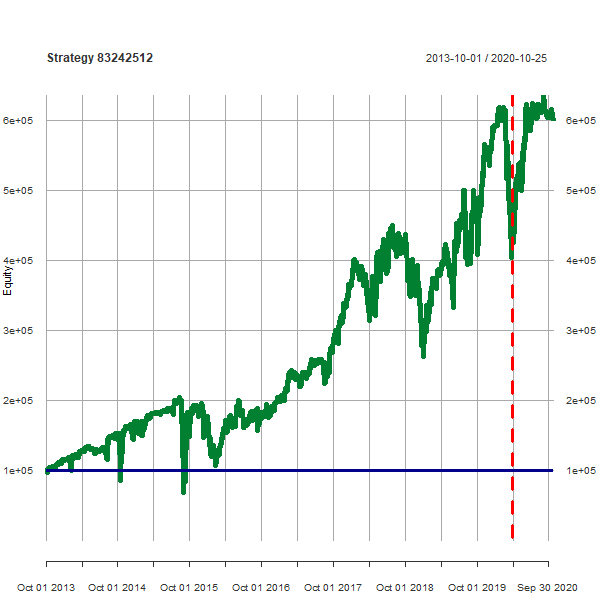 Strategy 83242512
2013-10-01 / 2020-10-25
6e+05
6e+05
5e+05
5e+05
4e+05
4e+05
Equity
3e+05
3e+05
2e+05
2e+05
1e+05
1e+05
Oct 01 2013
Oct 01 2014
Oct 01 2015
Oct 01 2016
Oct 01 2017
Oct 01 2018
Oct 01 2019
Sep 30 2020